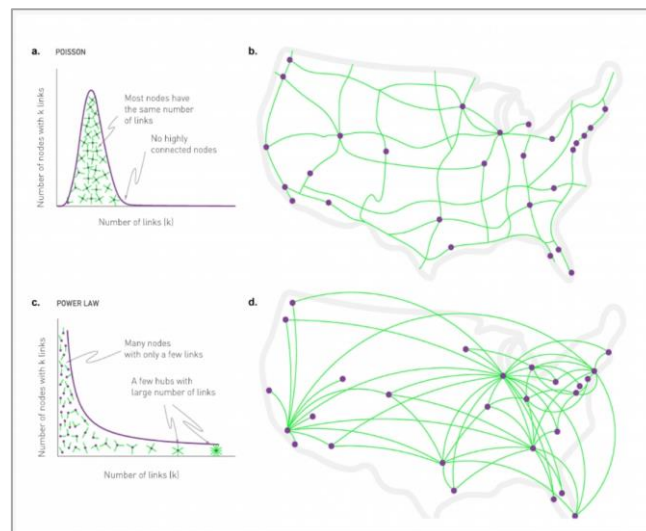 a. POISSON
Number of nodes with k links
Most nodes have
the same number
of links
No highly
connected nodes
Number of links (k)
b.
c. POWER LAW
Number of nodes with k links
Many nodes
with only a few links
A few hubs with
large number of links
Number of links (k)
d.